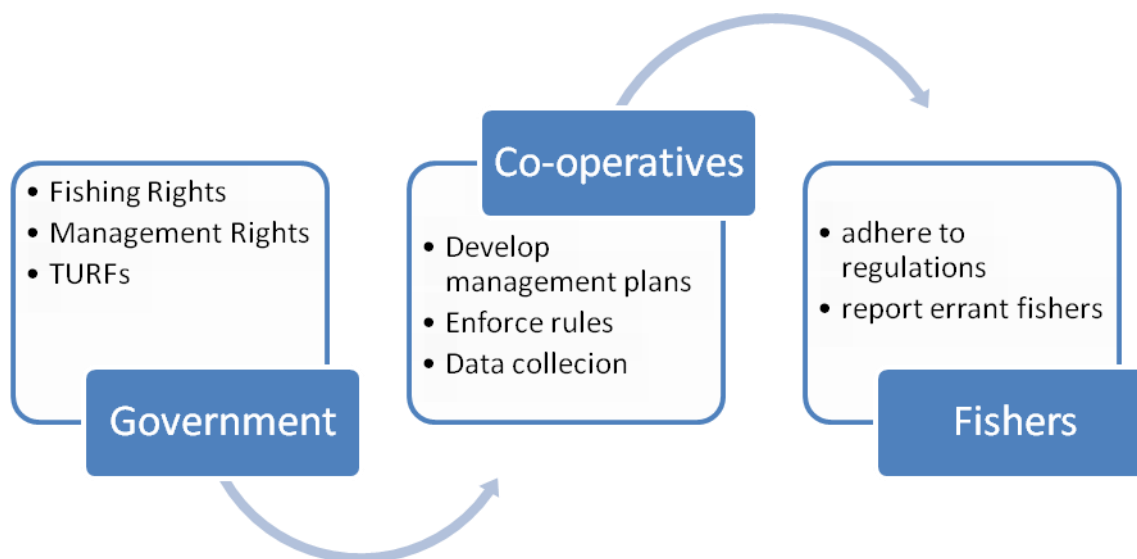 • Fishing Rights
• Management Rights
• TURFs
Government
Co-operatives
• Develop
management plans
• Enforce rules
• Data collecion
• adhere to
regulations
• report errant fishers
Fishers